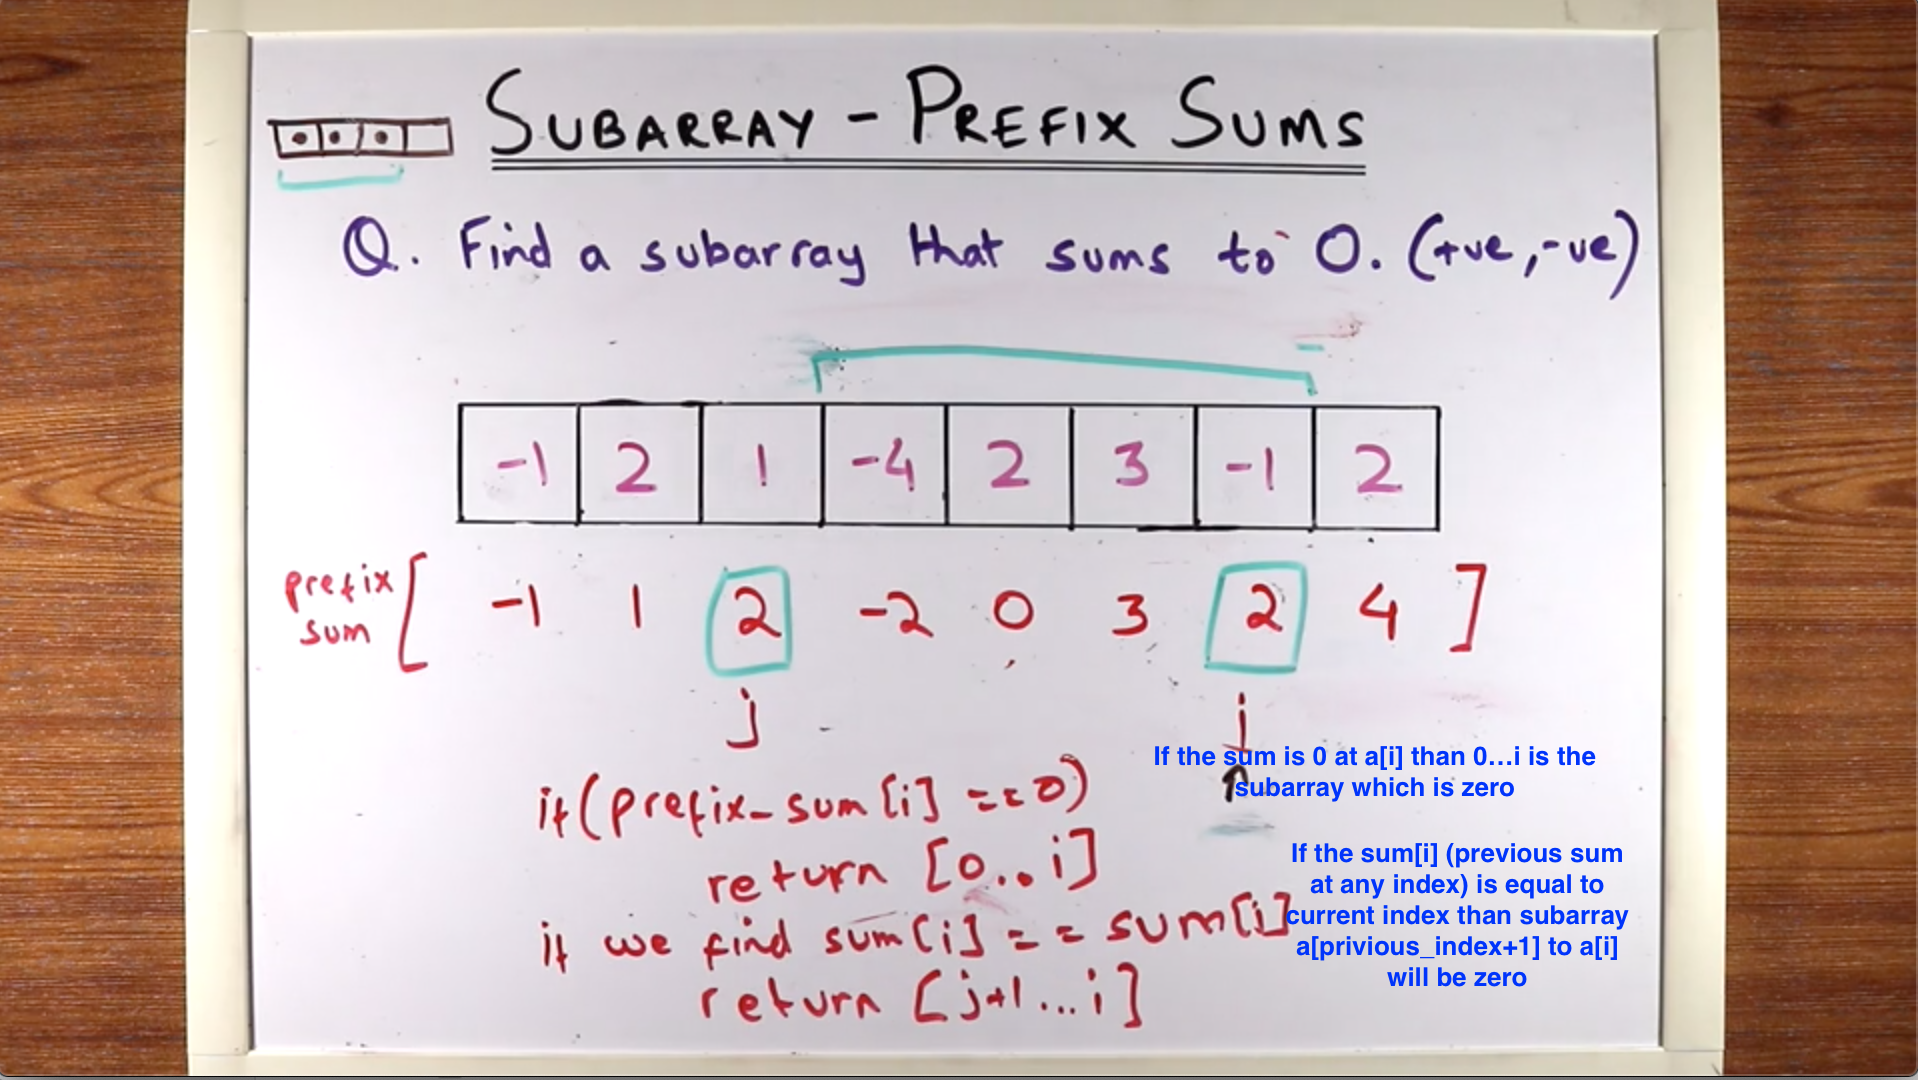 SUBARRAY - PREFIX SUMS
Q. Find a subarray that sums to 0. (+ve, -ve)
-1 2 1 -4 2 3 -1 2
prefix sum [ -1 1 2 -2 0 3 2 4 ]
j i
If the sum is 0 at a[i] than 0...i is the
subarray which is zero
if (prefix_sum [i] == 0)
return [0..i]
If the sum[i] (previous sum
at any index) is equal to
current index than subarray
a[privious_index+1] to a[i]
will be zero
if we find sum[i] == sum[j]
return [j+1...i]